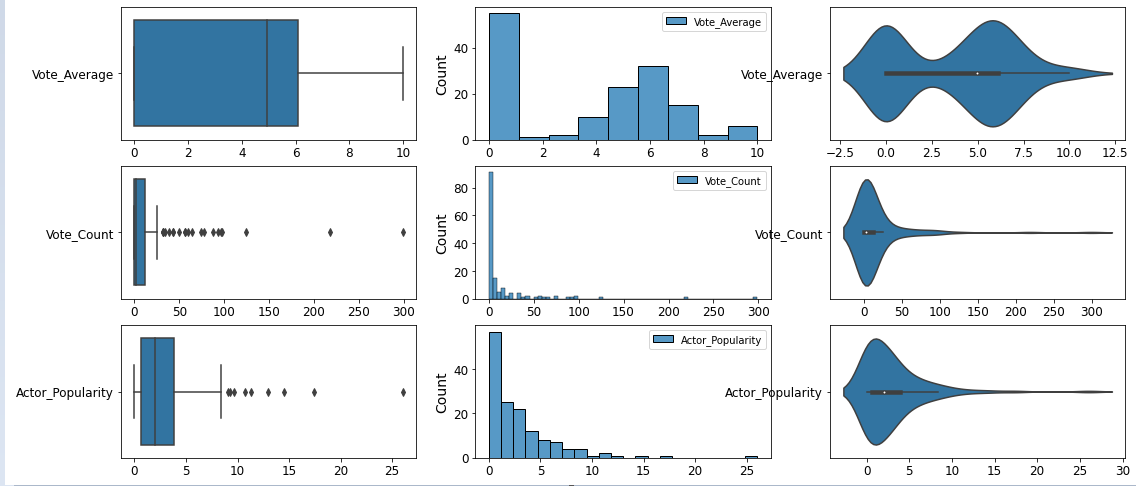 Vote_Average
0 2 4 6 8 10
Count
0 20 40
Vote_Average
0 2 4 6 8 10
Vote_Average
−2.5 0.0 2.5 5.0 7.5 10.0 12.5
Vote_Count
0 50 100 150 200 250 300
Count
0 20 40 60 80
Vote_Count
0 50 100 150 200 250 300
Vote_Count
0 50 100 150 200 250 300
Actor_Popularity
0 5 10 15 20 25
Count
0 20 40
Actor_Popularity
0 5 10 15 20 25
Actor_Popularity
0 5 10 15 20 25 30